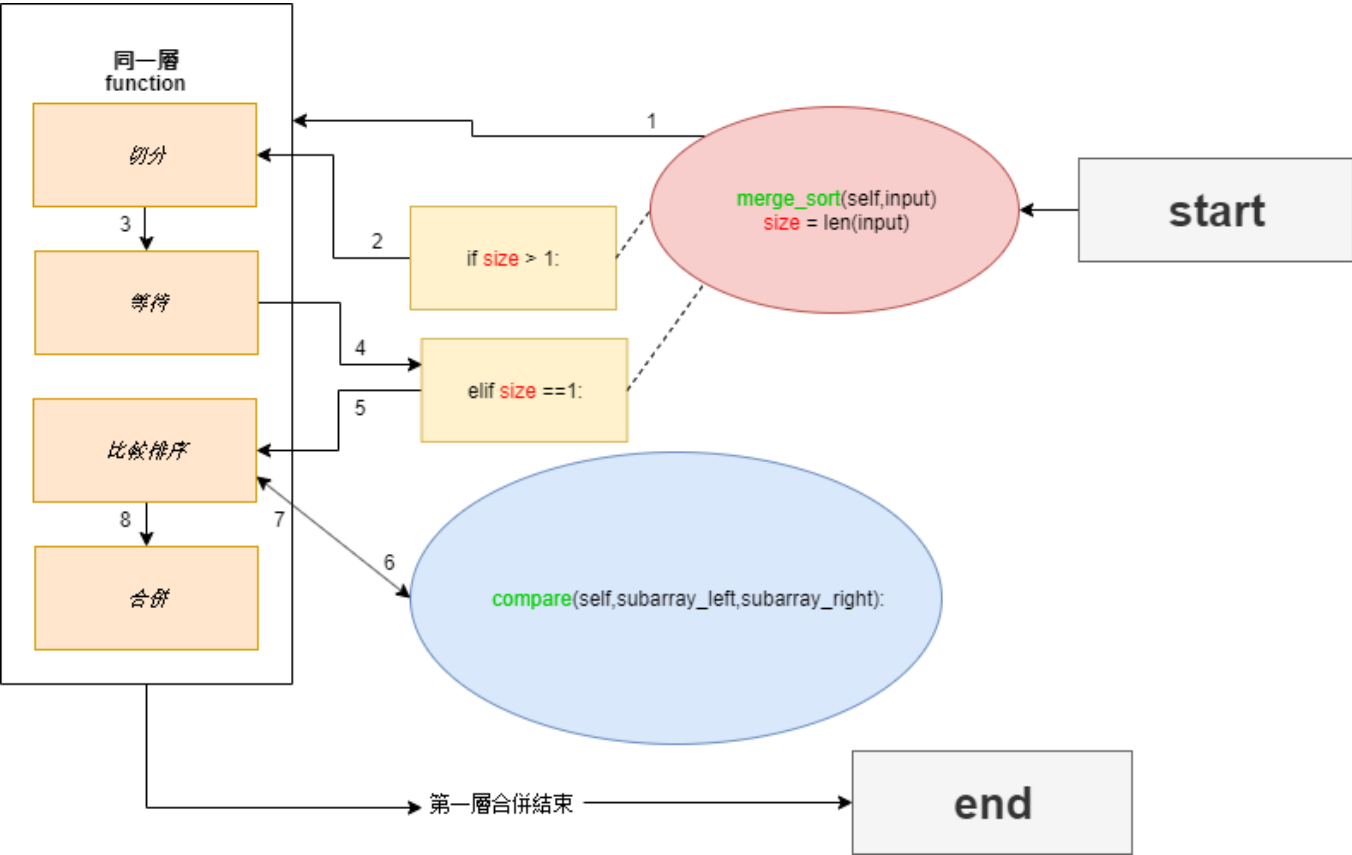 同一層
function
切分
3
等待
比較排序
8
合併
1
2
if size > 1:
4
elif size ==1:
5
7
6
merge_sort(self,input)
size = len(input)
start
compare(self,subarray_left,subarray_right):
第一層合併結束
end